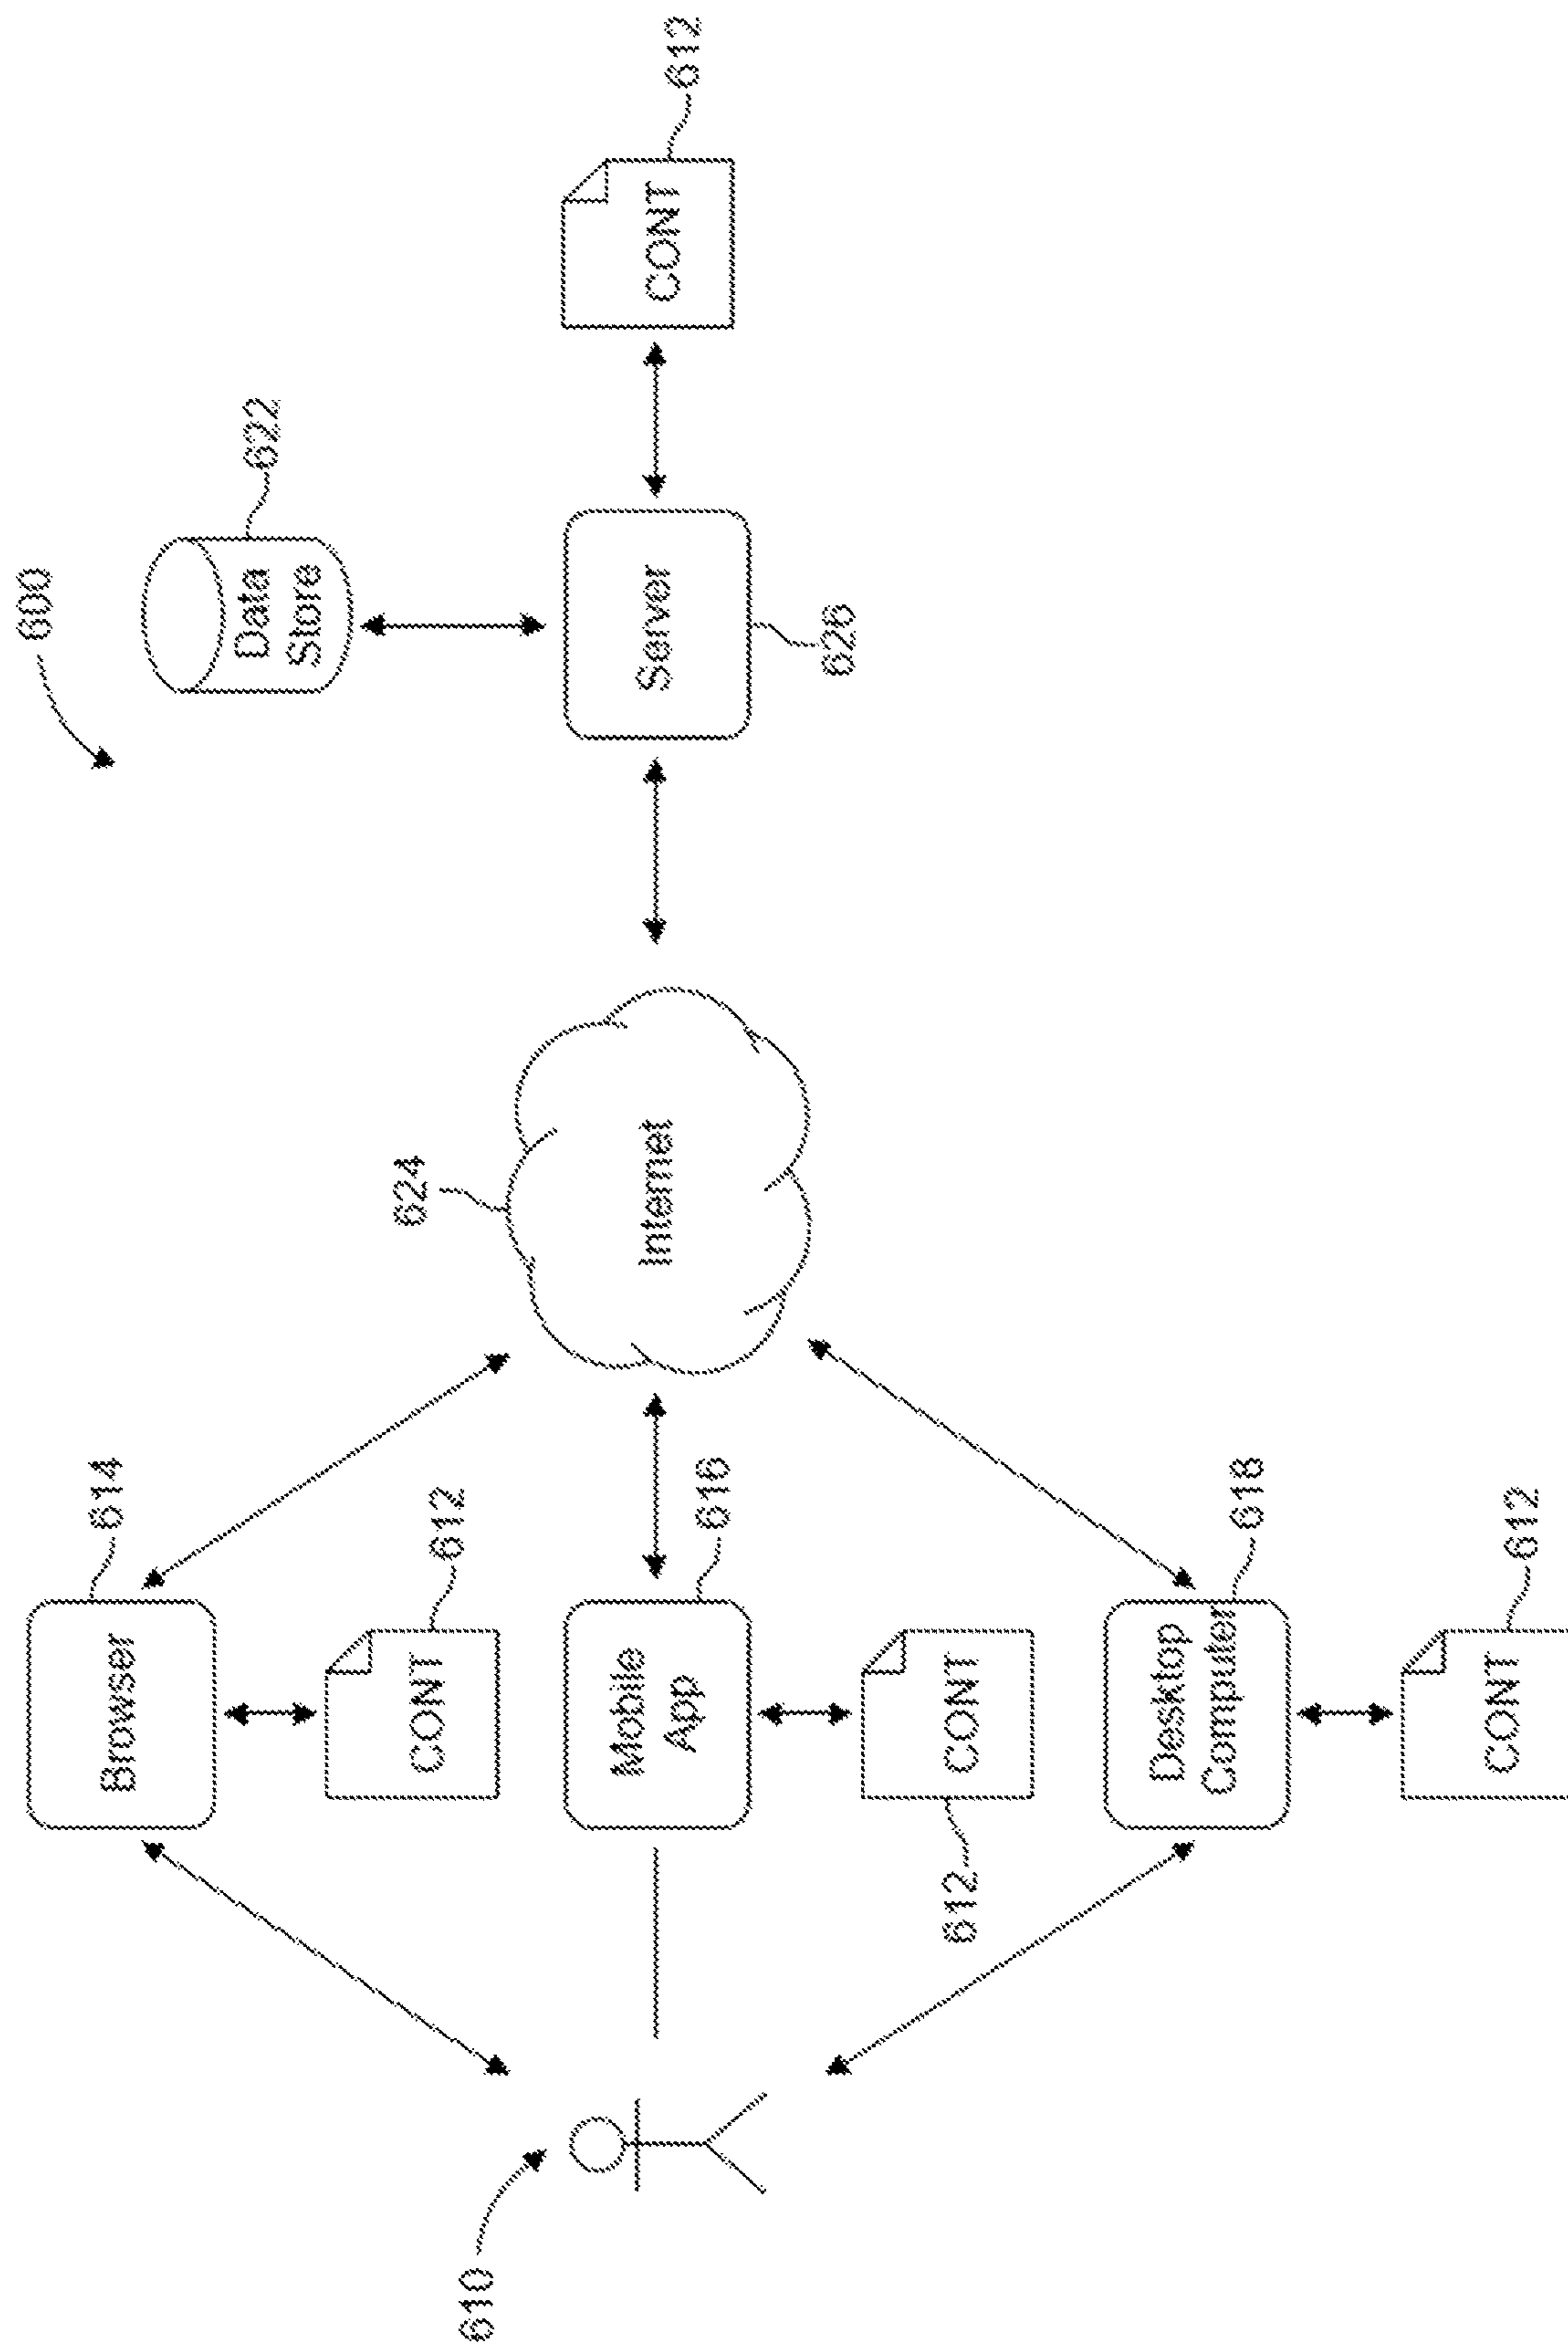 600
610
Browser
614
CONT
612
Mobile
App
616
CONT
612
Desktop
Computer
618
CONT
612
Internet
624
Data
Store
622
Server
626
CONT
612